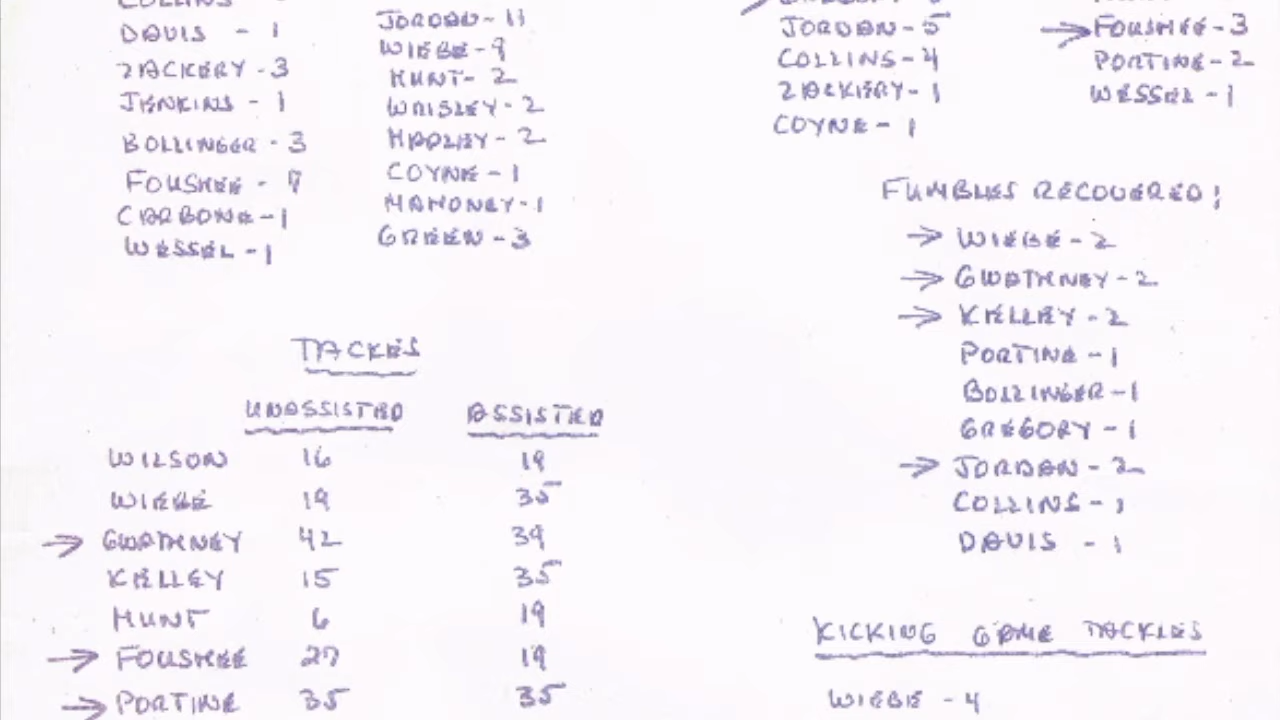 DAVIS - 1
ZACKERY - 3
JENKINS - 1
BOLLINGER - 3
FOUSHEE - 7
CARBONE - 1
WESSEL - 1
JORDAN - 11
WIEBE - 9
HUNT - 2
WRISLEY - 2
HADLEY - 2
COYNE - 1
MAHONEY - 1
GREEN - 3
TACKLES
UNASSISTED ASSISTED
WILSON 16 19
WIEBE 19 35
→ GWATHNEY 42 39
KELLEY 15 35
HUNT 6 19
→ FOUSHEE 27 19
→ PORTINE 35 35
JORDAN - 5
COLLINS - 4
ZACKERY - 1
COYNE - 1
→ FOUSHEE - 3
PORTINE - 2
WESSEL - 1
FUMBLES RECOVERED:
→ WIEBE - 2
→ GWATHNEY - 2
→ KELLEY - 2
PORTINE - 1
BOLLINGER - 1
GREGORY - 1
→ JORDAN - 2
COLLINS - 1
DAVIS - 1
KICKING GAME TACKLES
WIEBE - 4